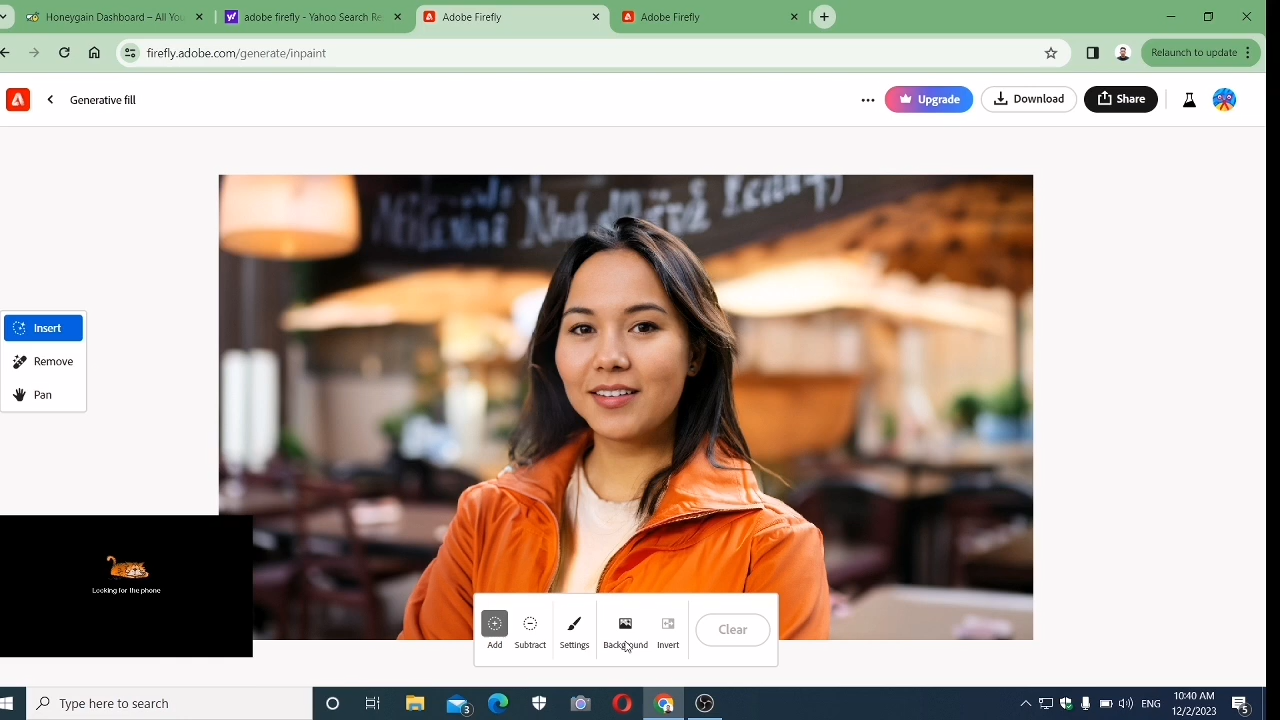 Honeygain Dashboard - All You
adobe firefly - Yahoo Search Re
Adobe Firefly
Adobe Firefly
firefly.adobe.com/generate/inpaint
Relaunch to update
Generative fill
Upgrade
Download
Share
Insert
Remove
Pan
Looking for the phone
Add
Subtract
Settings
Background
Invert
Clear
Type here to search
3
ENG
10:40 AM
12/2/2023
5